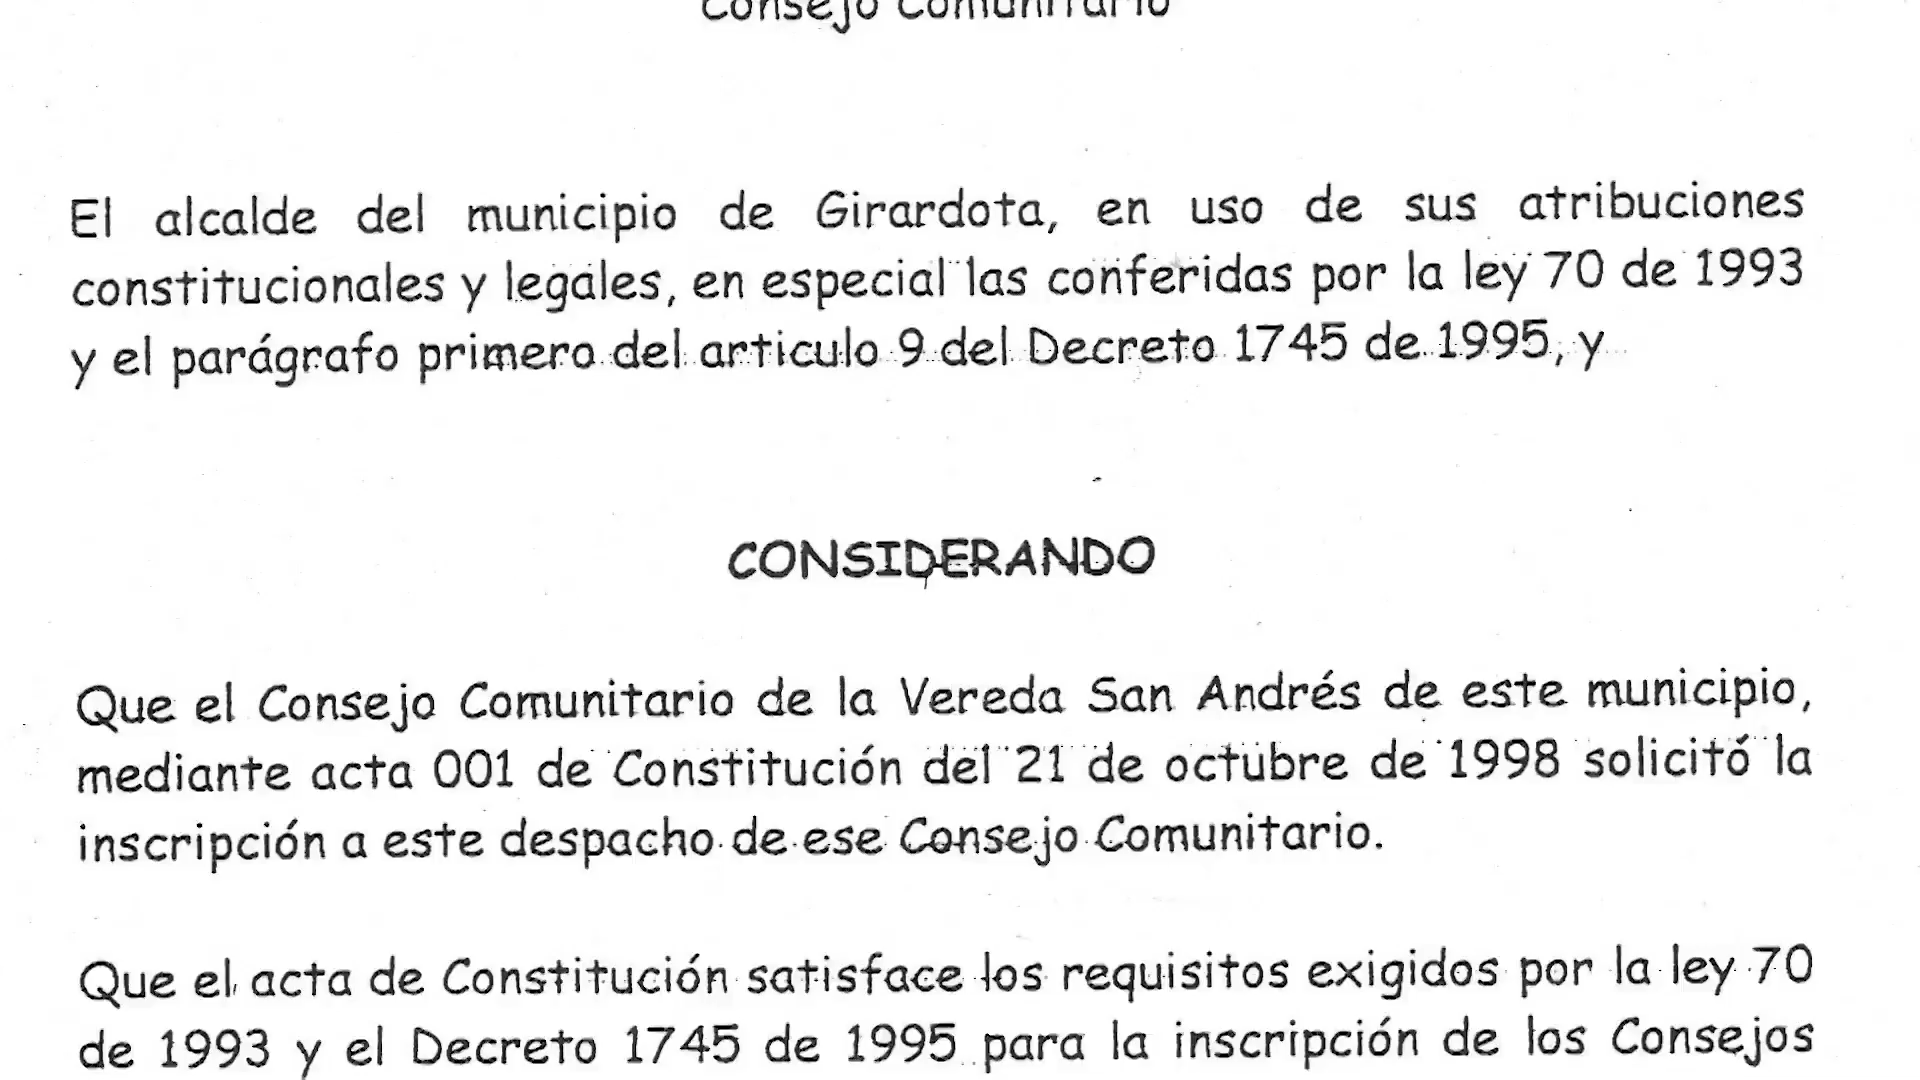 Consejo Comunitario
El alcalde del municipio de Girardota, en uso de sus atribuciones
constitucionales y legales, en especial las conferidas por la ley 70 de 1993
y el parágrafo primero del articulo 9 del Decreto 1745 de 1995, y
CONSIDERANDO
Que el Consejo Comunitario de la Vereda San Andrés de este municipio,
mediante acta 001 de Constitución del 21 de octubre de 1998 solicitó la
inscripción a este despacho de ese Consejo Comunitario.
Que el acta de Constitución satisface los requisitos exigidos por la ley 70
de 1993 y el Decreto 1745 de 1995 para la inscripción de los Consejos